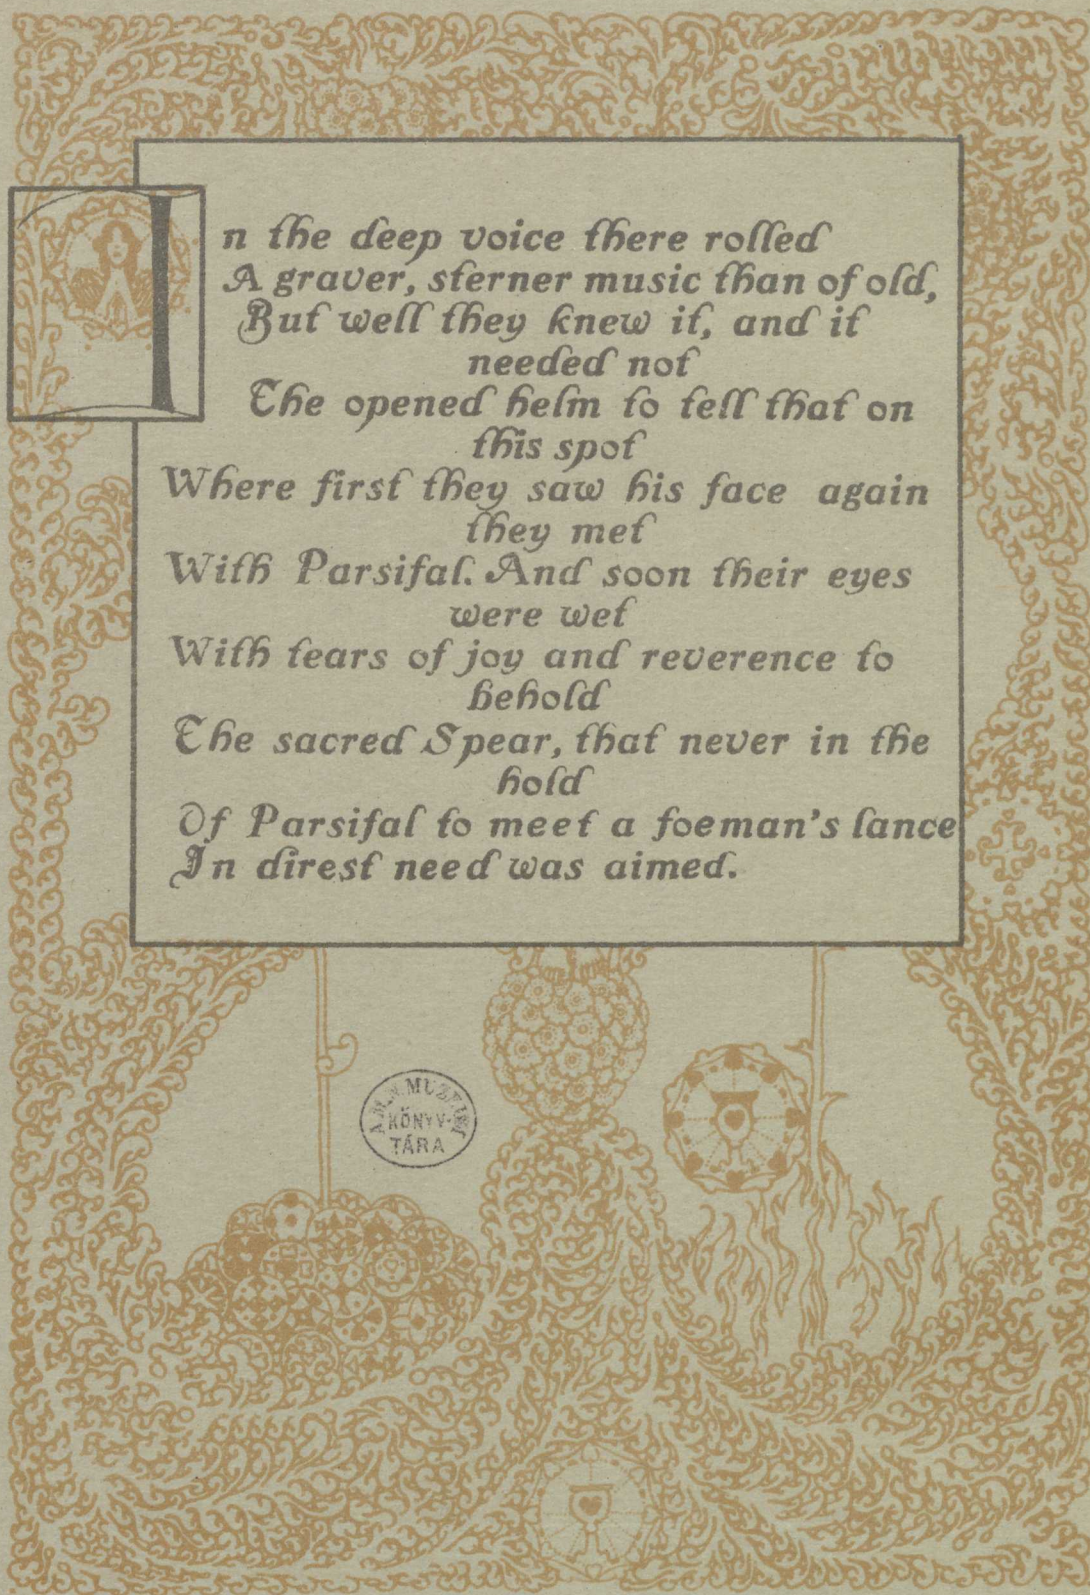 In the deep voice there rolled
A graver, sterner music than of old,
But well they knew it, and it
needed not
The opened helm to tell that on
this spot
Where first they saw his face again
they met
With Parsifal. And soon their eyes
were wet
With tears of joy and reverence to
behold
The sacred Spear, that never in the
hold
Of Parsifal to meet a foeman's lance
In direst need was aimed.
MUZEUM
KÖNYV-
TÁRA